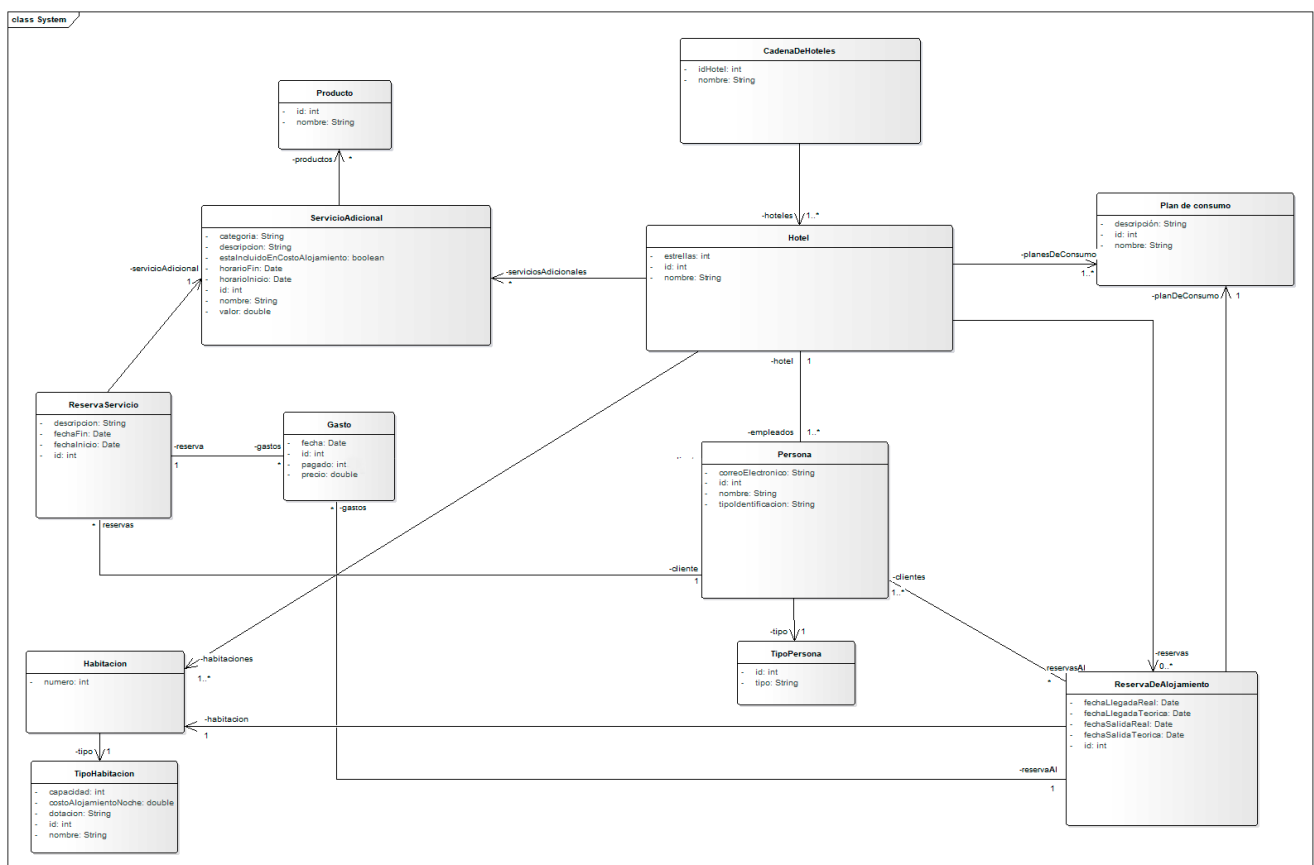 class System
CadenaDeHoteles
- idHotel: int
- nombre: String
Producto
- id: int
- nombre: String
-productos
*
-hoteles
1..*
ServicioAdicional
- categoria: String
- descripcion: String
- estaIncluidoEnCostoAlojamiento: boolean
- horarioFin: Date
- horarioInicio: Date
- id: int
- nombre: String
- valor: double
-servicioAdicional
1
-serviciosAdicionales
*
Hotel
- estrellas: int
- id: int
- nombre: String
-planesDeConsumo
1..*
Plan de consumo
- descripción: String
- id: int
- nombre: String
-planDeConsumo
1
-hotel
1
ReservaServicio
- descripcion: String
- fechaFin: Date
- fechaInicio: Date
- id: int
-reserva
1
-gastos
*
Gasto
- fecha: Date
- id: int
- pagado: int
- precio: double
-empleados
1..*
Persona
- correoElectronico: String
- id: int
- nombre: String
- tipoIdentificacion: String
* reservas
* -gastos
-cliente
1
-clientes
1..*
-tipo
1
TipoPersona
- id: int
- tipo: String
-reservas
0..*
reservasAl
*
ReservaDeAlojamiento
- fechaLlegadaReal: Date
- fechaLlegadaTeorica: Date
- fechaSalidaReal: Date
- fechaSalidaTeorica: Date
- id: int
-habitaciones
1..*
Habitacion
- numero: int
-habitacion
1
-tipo
1
-reservaAl
1
TipoHabitacion
- capacidad: int
- costoAlojamientoNoche: double
- dotacion: String
- id: int
- nombre: String